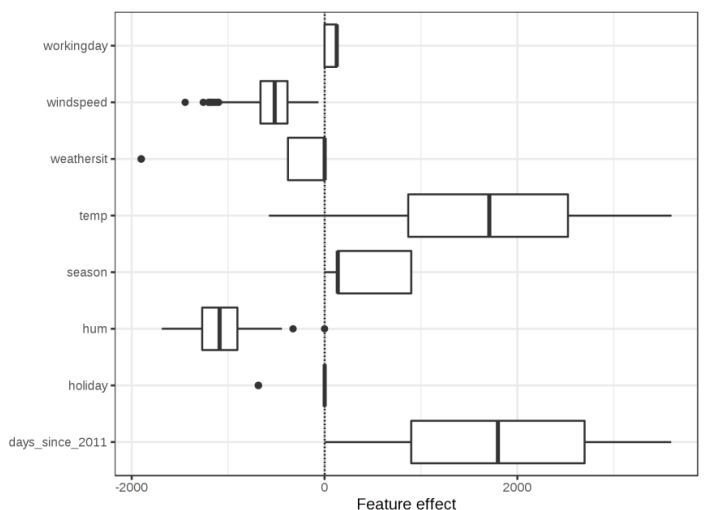 workingday
windspeed
weathersit
temp
season
hum
holiday
days_since_2011
-2000 0 2000
Feature effect